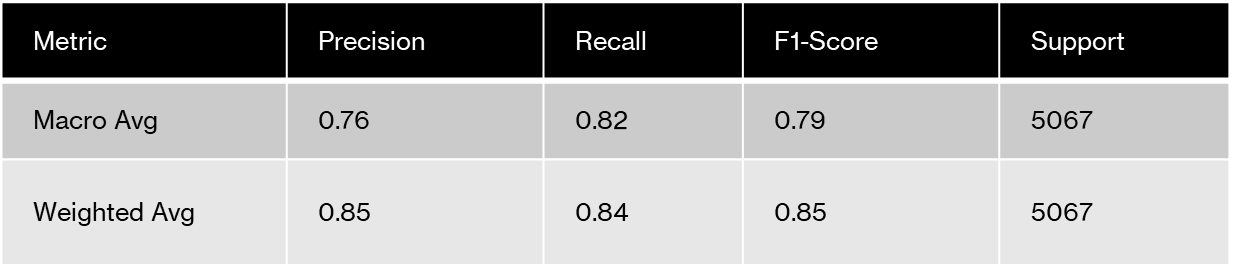 Metric Precision Recall F1-Score Support
Macro Avg 0.76 0.82 0.79 5067
Weighted Avg 0.85 0.84 0.85 5067